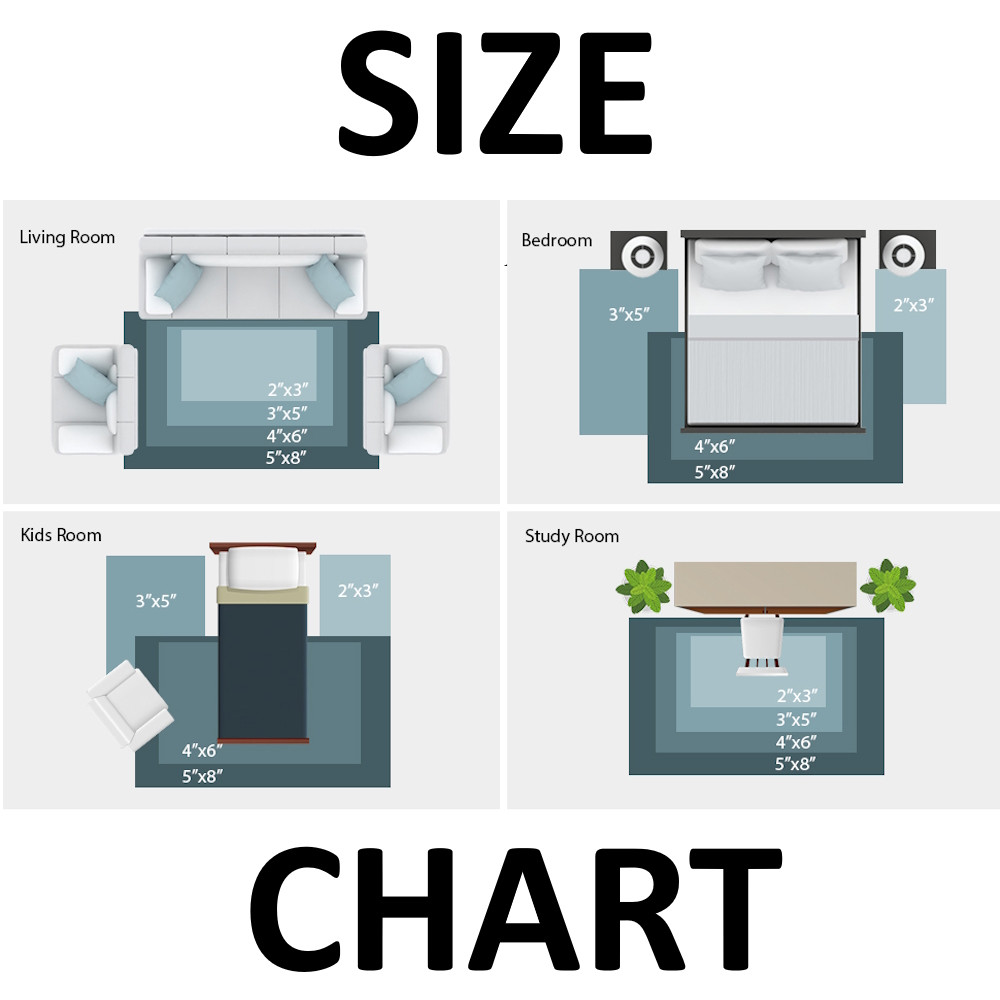 SIZE
Living Room
2”x3”
3”x5”
4”x6”
5”x8”
Bedroom
3”x5”
2”x3”
4”x6”
5”x8”
Kids Room
3”x5”
2”x3”
4”x6”
5”x8”
Study Room
2”x3”
3”x5”
4”x6”
5”x8”
CHART